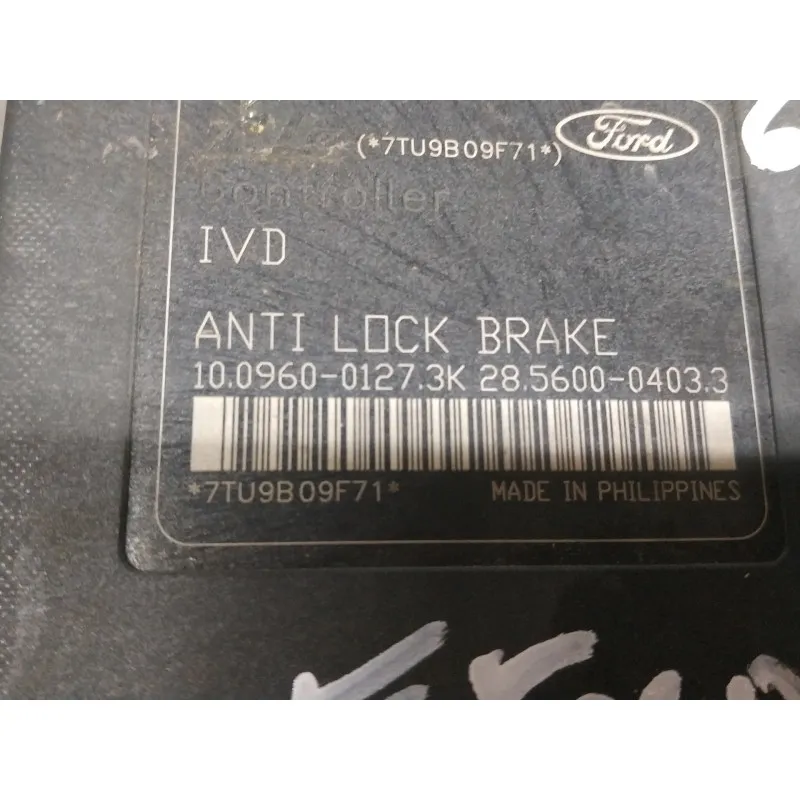 (*7TU9B09F71*) Ford
Controller
IVD
ANTI LOCK BRAKE
10.0960-0127.3K 28.5600-0403.3
*7TU9B09F71* MADE IN PHILIPPINES